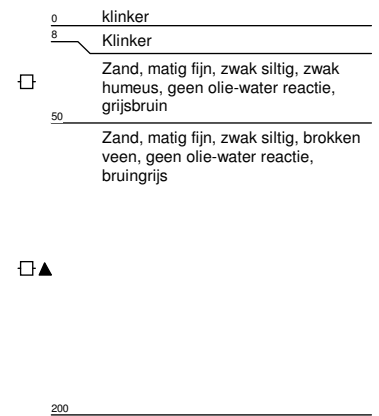 0 klinker
8 Klinker
Zand, matig fijn, zwak siltig, zwak
humeus, geen olie-water reactie,
grijsbruin
50
Zand, matig fijn, zwak siltig, brokken
veen, geen olie-water reactie,
bruingrijs
200